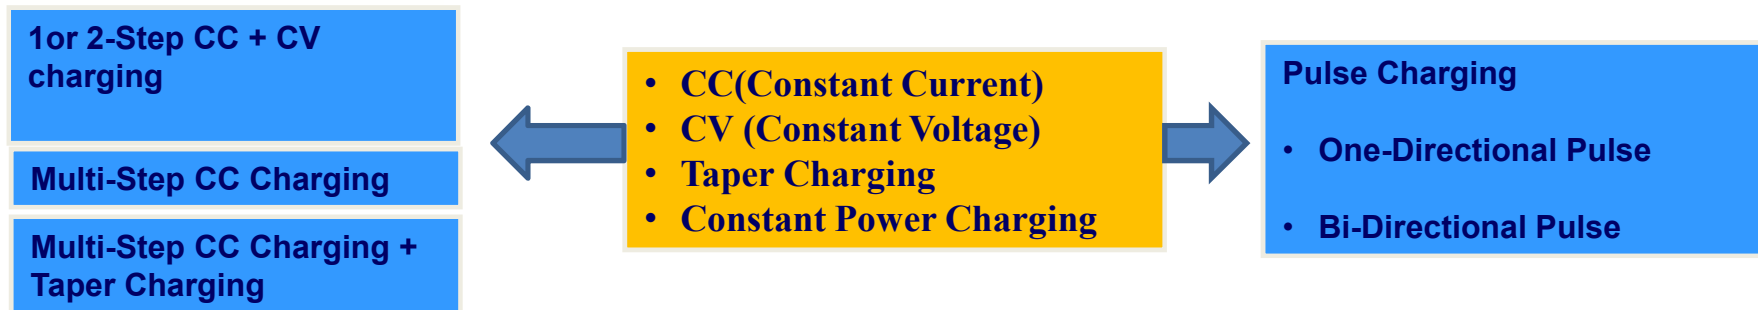 1or 2-Step CC + CV
charging
Multi-Step CC Charging
Multi-Step CC Charging +
Taper Charging
• CC(Constant Current)
• CV (Constant Voltage)
• Taper Charging
• Constant Power Charging
Pulse Charging
• One-Directional Pulse
• Bi-Directional Pulse